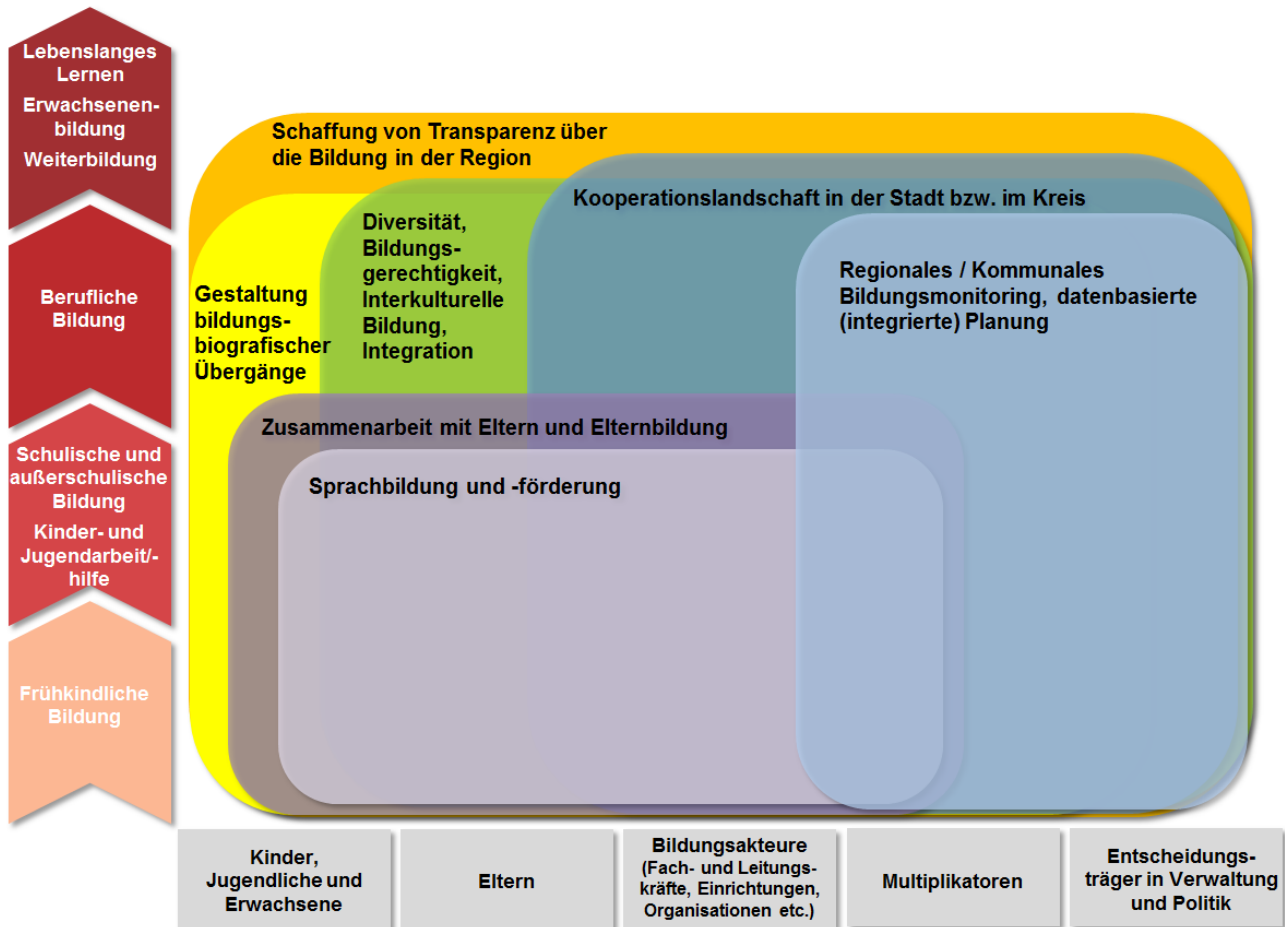 Lebenslanges
Lernen
Erwachsenen-
bildung
Weiterbildung
Berufliche
Bildung
Schulische und
außerschulische
Bildung
Kinder- und
Jugendarbeit/-
hilfe
Frühkindliche
Bildung
Schaffung von Transparenz über
die Bildung in der Region
Kooperationslandschaft in der Stadt bzw. im Kreis
Diversität,
Bildungs-
gerechtigkeit,
Interkulturelle
Bildung,
Integration
Regionales / Kommunales
Bildungsmonitoring, datenbasierte
(integrierte) Planung
Gestaltung
bildungs-
biografischer
Übergänge
Zusammenarbeit mit Eltern und Elternbildung
Sprachbildung und -förderung
Kinder,
Jugendliche und
Erwachsene
Eltern
Bildungsakteure
(Fach- und Leitungs-
kräfte, Einrichtungen,
Organisationen etc.)
Multiplikatoren
Entscheidungs-
träger in Verwaltung
und Politik